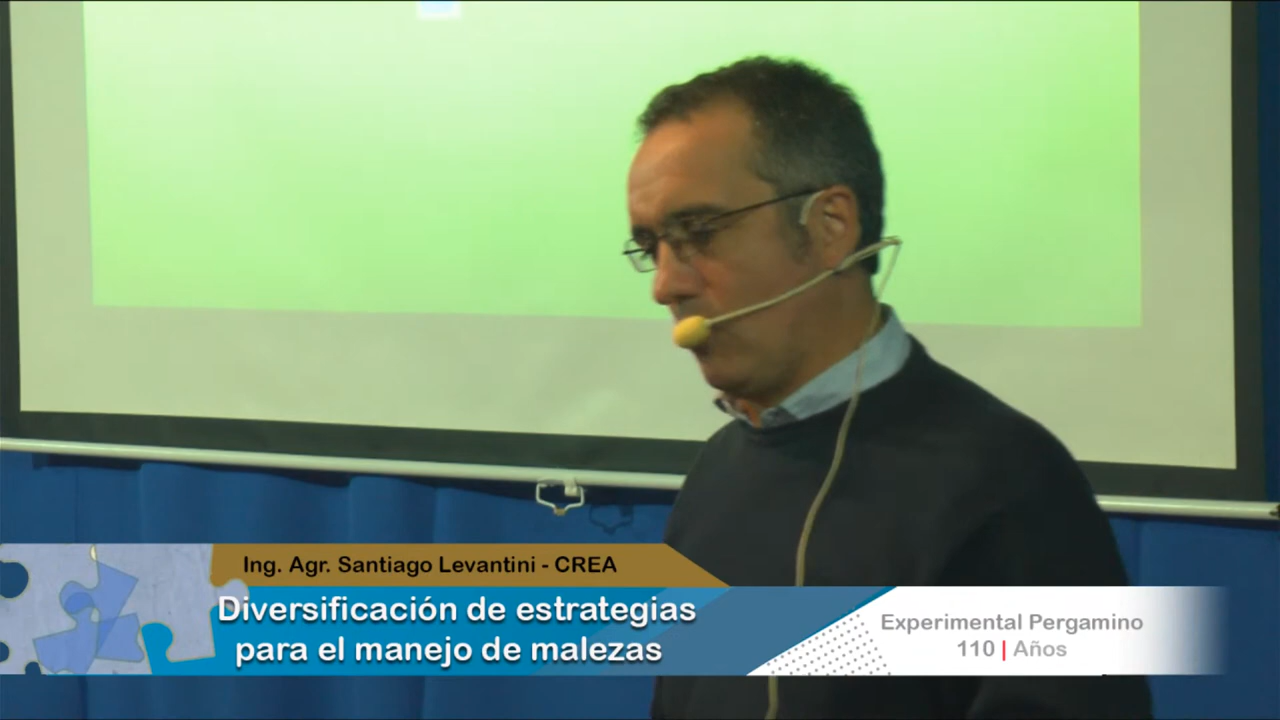 Ing. Agr. Santiago Levantini - CREA
Diversificación de estrategias
para el manejo de malezas
Experimental Pergamino
110 | Años